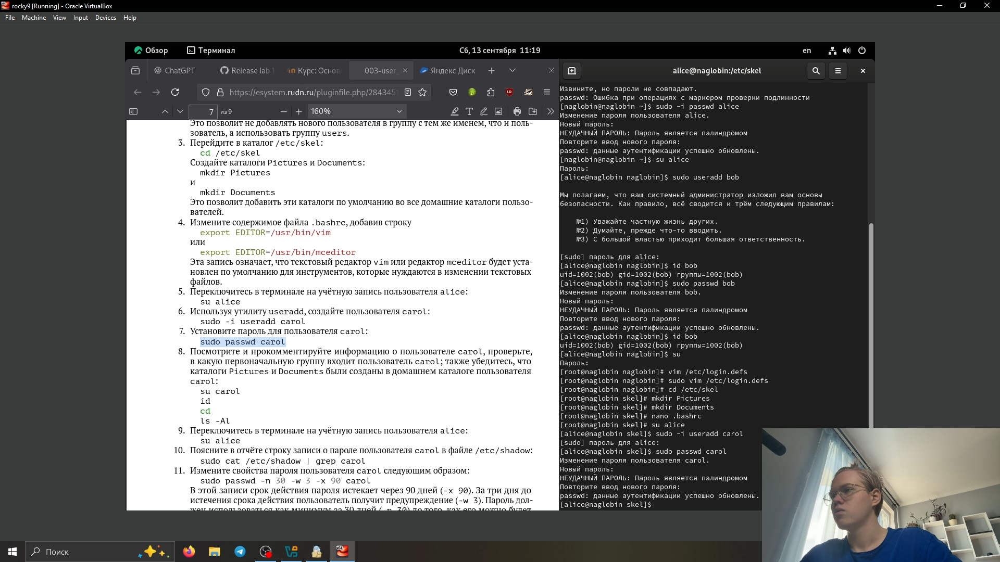 rocky9 [Running] - Oracle VirtualBox
File Machine View Input Devices Help
Обзор Терминал Сб, 13 сентября 11:19 en
ChatGPT Release lab 1 Курс: Основ 003-user_ Яндекс Диск
https://esystem.rudn.ru/pluginfile.php/2843451
7 из 9 160%
Это позволит не добавлять нового пользователя в группу с тем же именем, что и поль-
зователь, а использовать группу users.
3. Перейдите в каталог /etc/skel:
cd /etc/skel
Создайте каталоги Pictures и Documents:
mkdir Pictures
и
mkdir Documents
Это позволит добавить эти каталоги по умолчанию во все домашние каталоги пользо-
вателей.
4. Измените содержимое файла .bashrc, добавив строку
export EDITOR=/usr/bin/vim
или
export EDITOR=/usr/bin/mceditor
Эта запись означает, что текстовый редактор vim или редактор mceditor будет уста-
новлен по умолчанию для инструментов, которые нуждаются в изменении текстовых
файлов.
5. Переключитесь в терминале на учётную запись пользователя alice:
su alice
6. Используя утилиту useradd, создайте пользователя carol:
sudo -i useradd carol
7. Установите пароль для пользователя carol:
sudo passwd carol
8. Посмотрите и прокомментируйте информацию о пользователе carol, проверьте,
в какую первоначальную группу входит пользователь carol; также убедитесь, что
каталоги Pictures и Documents были созданы в домашнем каталоге пользователя
carol:
su carol
id
cd
ls -Al
9. Переключитесь в терминале на учётную запись пользователя alice:
su alice
10. Поясните в отчёте строку записи о пароле пользователя carol в файле /etc/shadow:
sudo cat /etc/shadow | grep carol
11. Измените свойства пароля пользователя carol следующим образом:
sudo passwd -n 30 -w 3 -x 90 carol
В этой записи срок действия пароля истекает через 90 дней (-x 90). За три дня до
истечения срока действия пользователь получит предупреждение (-w 3). Пароль дол-
жен использоваться как минимум за 30 дней (-n 30) до того, как его можно будет
alice@naglobin:/etc/skel
Извините, но пароли не совпадают.
passwd: Ошибка при операциях с маркером проверки подлинности
[naglobin@naglobin ~]$ sudo -i passwd alice
Изменение пароля пользователя alice.
Новый пароль:
НЕУДАЧНЫЙ ПАРОЛЬ: Пароль является палиндромом
Повторите ввод нового пароля:
passwd: данные аутентификации успешно обновлены.
[naglobin@naglobin ~]$ su alice
Пароль:
[alice@naglobin naglobin]$ sudo useradd bob
Мы полагаем, что ваш системный администратор изложил вам основы
безопасности. Как правило, всё сводится к трём следующим правилам:
№1) Уважайте частную жизнь других.
№2) Думайте, прежде что-то вводить.
№3) С большой властью приходит большая ответственность.
[sudo] пароль для alice:
[alice@naglobin naglobin]$ id bob
uid=1002(bob) gid=1002(bob) группы=1002(bob)
[alice@naglobin naglobin]$ sudo passwd bob
Изменение пароля пользователя bob.
Новый пароль:
НЕУДАЧНЫЙ ПАРОЛЬ: Пароль является палиндромом
Повторите ввод нового пароля:
passwd: данные аутентификации успешно обновлены.
[alice@naglobin naglobin]$ id bob
uid=1002(bob) gid=1002(bob) группы=1002(bob)
[alice@naglobin naglobin]$ su
Пароль:
[root@naglobin naglobin]# vim /etc/login.defs
[root@naglobin naglobin]# sudo vim /etc/login.defs
[root@naglobin naglobin]# cd /etc/skel
[root@naglobin skel]# mkdir Pictures
[root@naglobin skel]# mkdir Documents
[root@naglobin skel]# nano .bashrc
[root@naglobin skel]# su alice
[alice@naglobin skel]$ sudo -i useradd carol
[sudo] пароль для alice:
[alice@naglobin skel]$ sudo passwd carol
Изменение пароля пользователя carol.
Новый пароль:
НЕУДАЧНЫЙ ПАРОЛЬ: Пароль является палиндромом
Повторите ввод нового пароля:
passwd: данные аутентификации успешно обновлены.
[alice@naglobin skel]$
Поиск